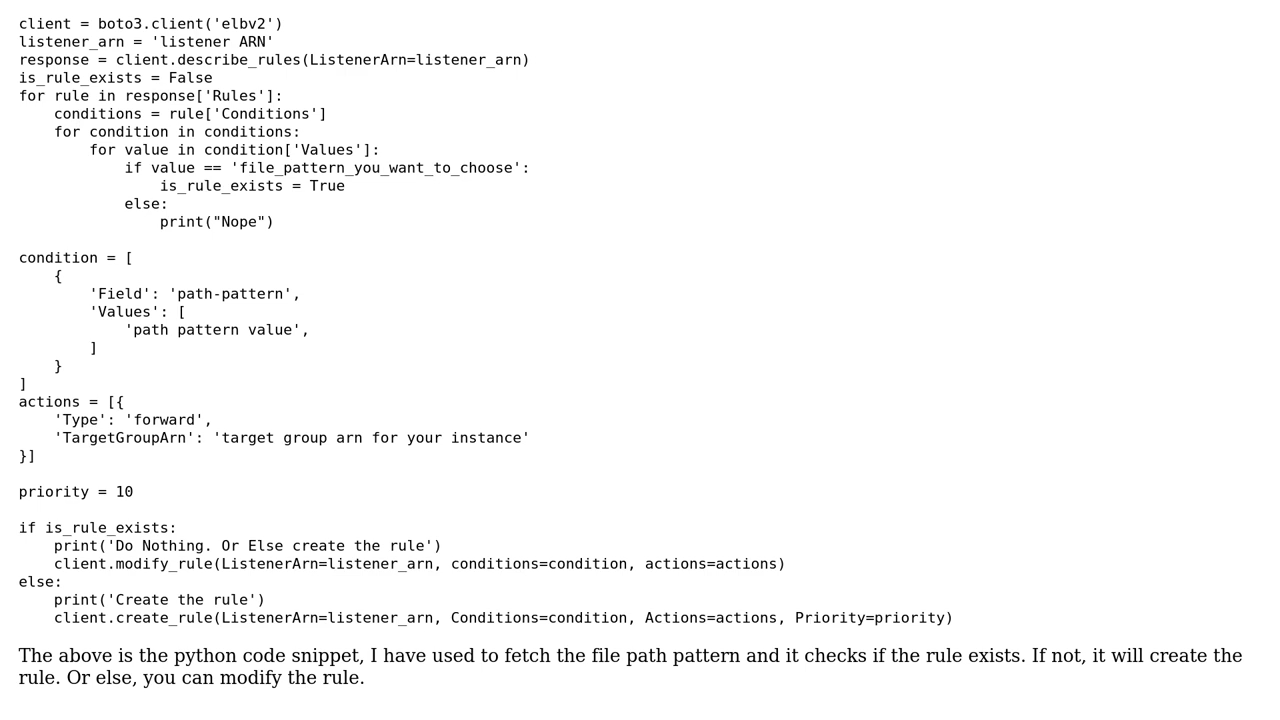 client = boto3.client('elbv2')
listener_arn = 'listener ARN'
response = client.describe_rules(ListenerArn=listener_arn)
is_rule_exists = False
for rule in response['Rules']:
    conditions = rule['Conditions']
    for condition in conditions:
        for value in condition['Values']:
            if value == 'file_pattern_you_want_to_choose':
                is_rule_exists = True
            else:
                print("Nope")

condition = [
    {
        'Field': 'path-pattern',
        'Values': [
            'path pattern value',
        ]
    }
]
actions = [{
    'Type': 'forward',
    'TargetGroupArn': 'target group arn for your instance'
}]

priority = 10

if is_rule_exists:
    print('Do Nothing. Or Else create the rule')
    client.modify_rule(ListenerArn=listener_arn, conditions=condition, actions=actions)
else:
    print('Create the rule')
    client.create_rule(ListenerArn=listener_arn, Conditions=condition, Actions=actions, Priority=priority)

The above is the python code snippet, I have used to fetch the file path pattern and it checks if the rule exists. If not, it will create the
rule. Or else, you can modify the rule.